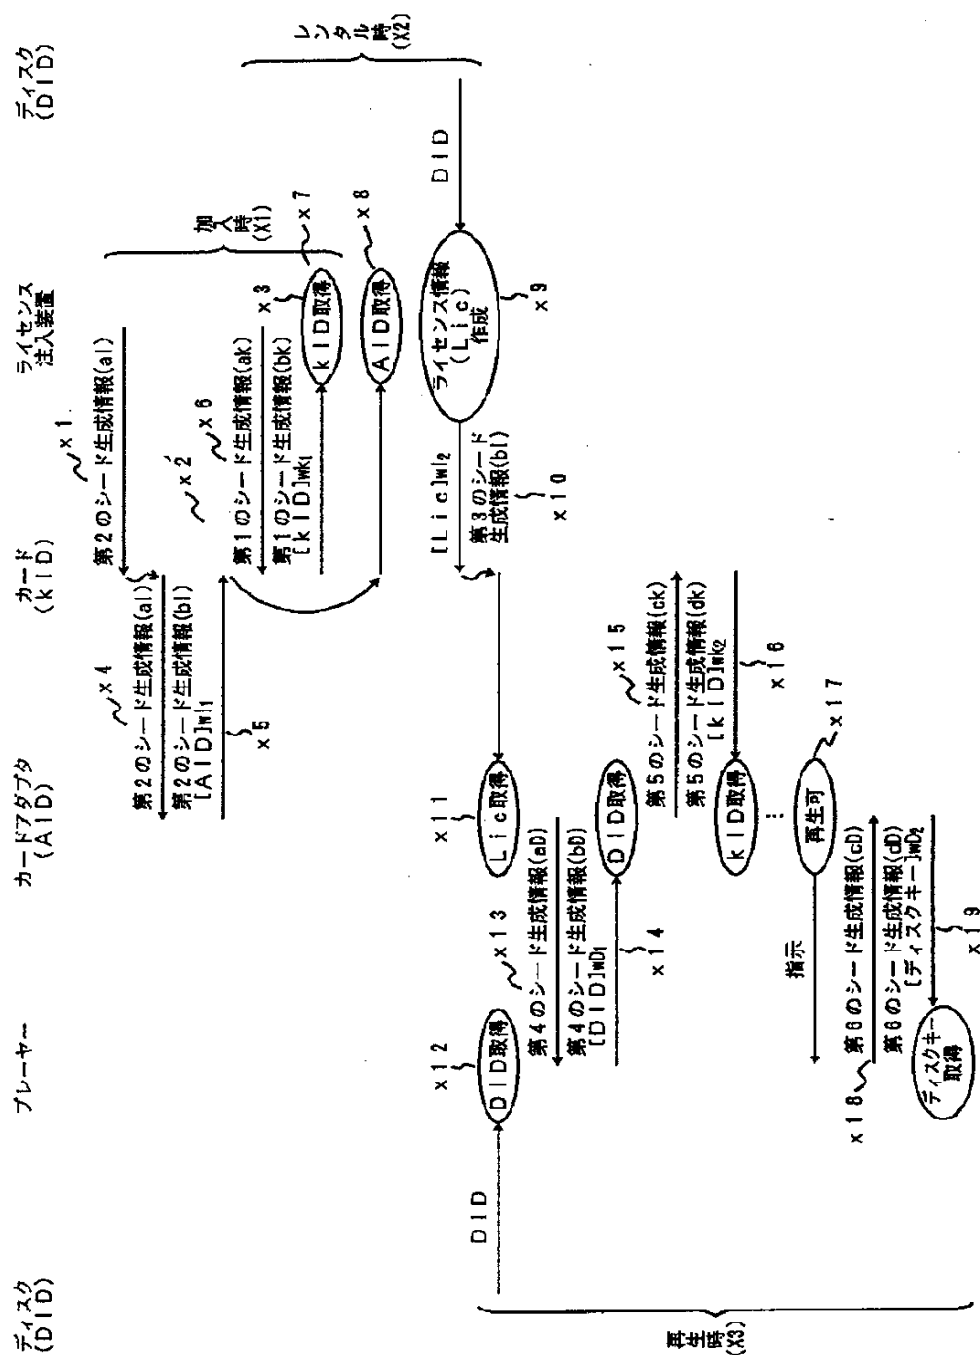 ディスク
(DID)
プレーヤー
カードアダプタ
(AID)
カード
(kID)
ライセンス
注入装置
ディスク
(DID)
加入時
(X1)
レンタル時
(X2)
x1
第2のシード生成情報(al)
x4
第2のシード生成情報(al)
x2
第2のシード生成情報(bl)
[AID]wl1
x5
x6
第1のシード生成情報(ak)
x3
第1のシード生成情報(bk)
[kID]wk1
kID取得
x7
AID取得
x8
DID
ライセンス情報
(Lic)
作成
x9
[Lic]wl2
第3のシード
生成情報(bl)
x10
DID
DID取得
x12
Lic取得
x11
x13
第4のシード生成情報(aD)
第4のシード生成情報(bD)
[DID]wD1
DID取得
x14
x15
第5のシード生成情報(ck)
第5のシード生成情報(dk)
[kID]wk2
kID取得
x16
再生可
x17
指示
x18
第6のシード生成情報(cD)
第6のシード生成情報(dD)
[ディスクキー]wD2
ディスクキー
取得
x19
再生時
(X3)